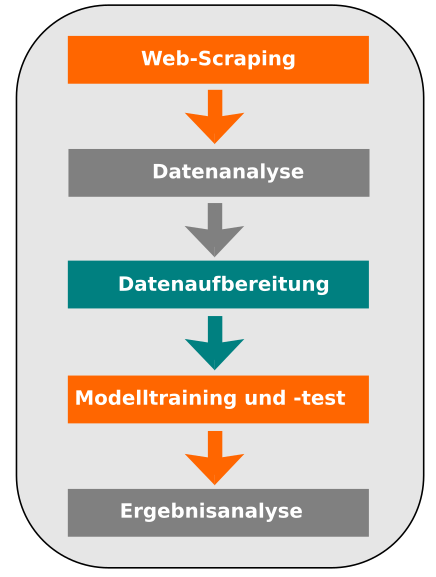 Web-Scraping
Datenanalyse
Datenaufbereitung
Modelltraining und -test
Ergebnisanalyse